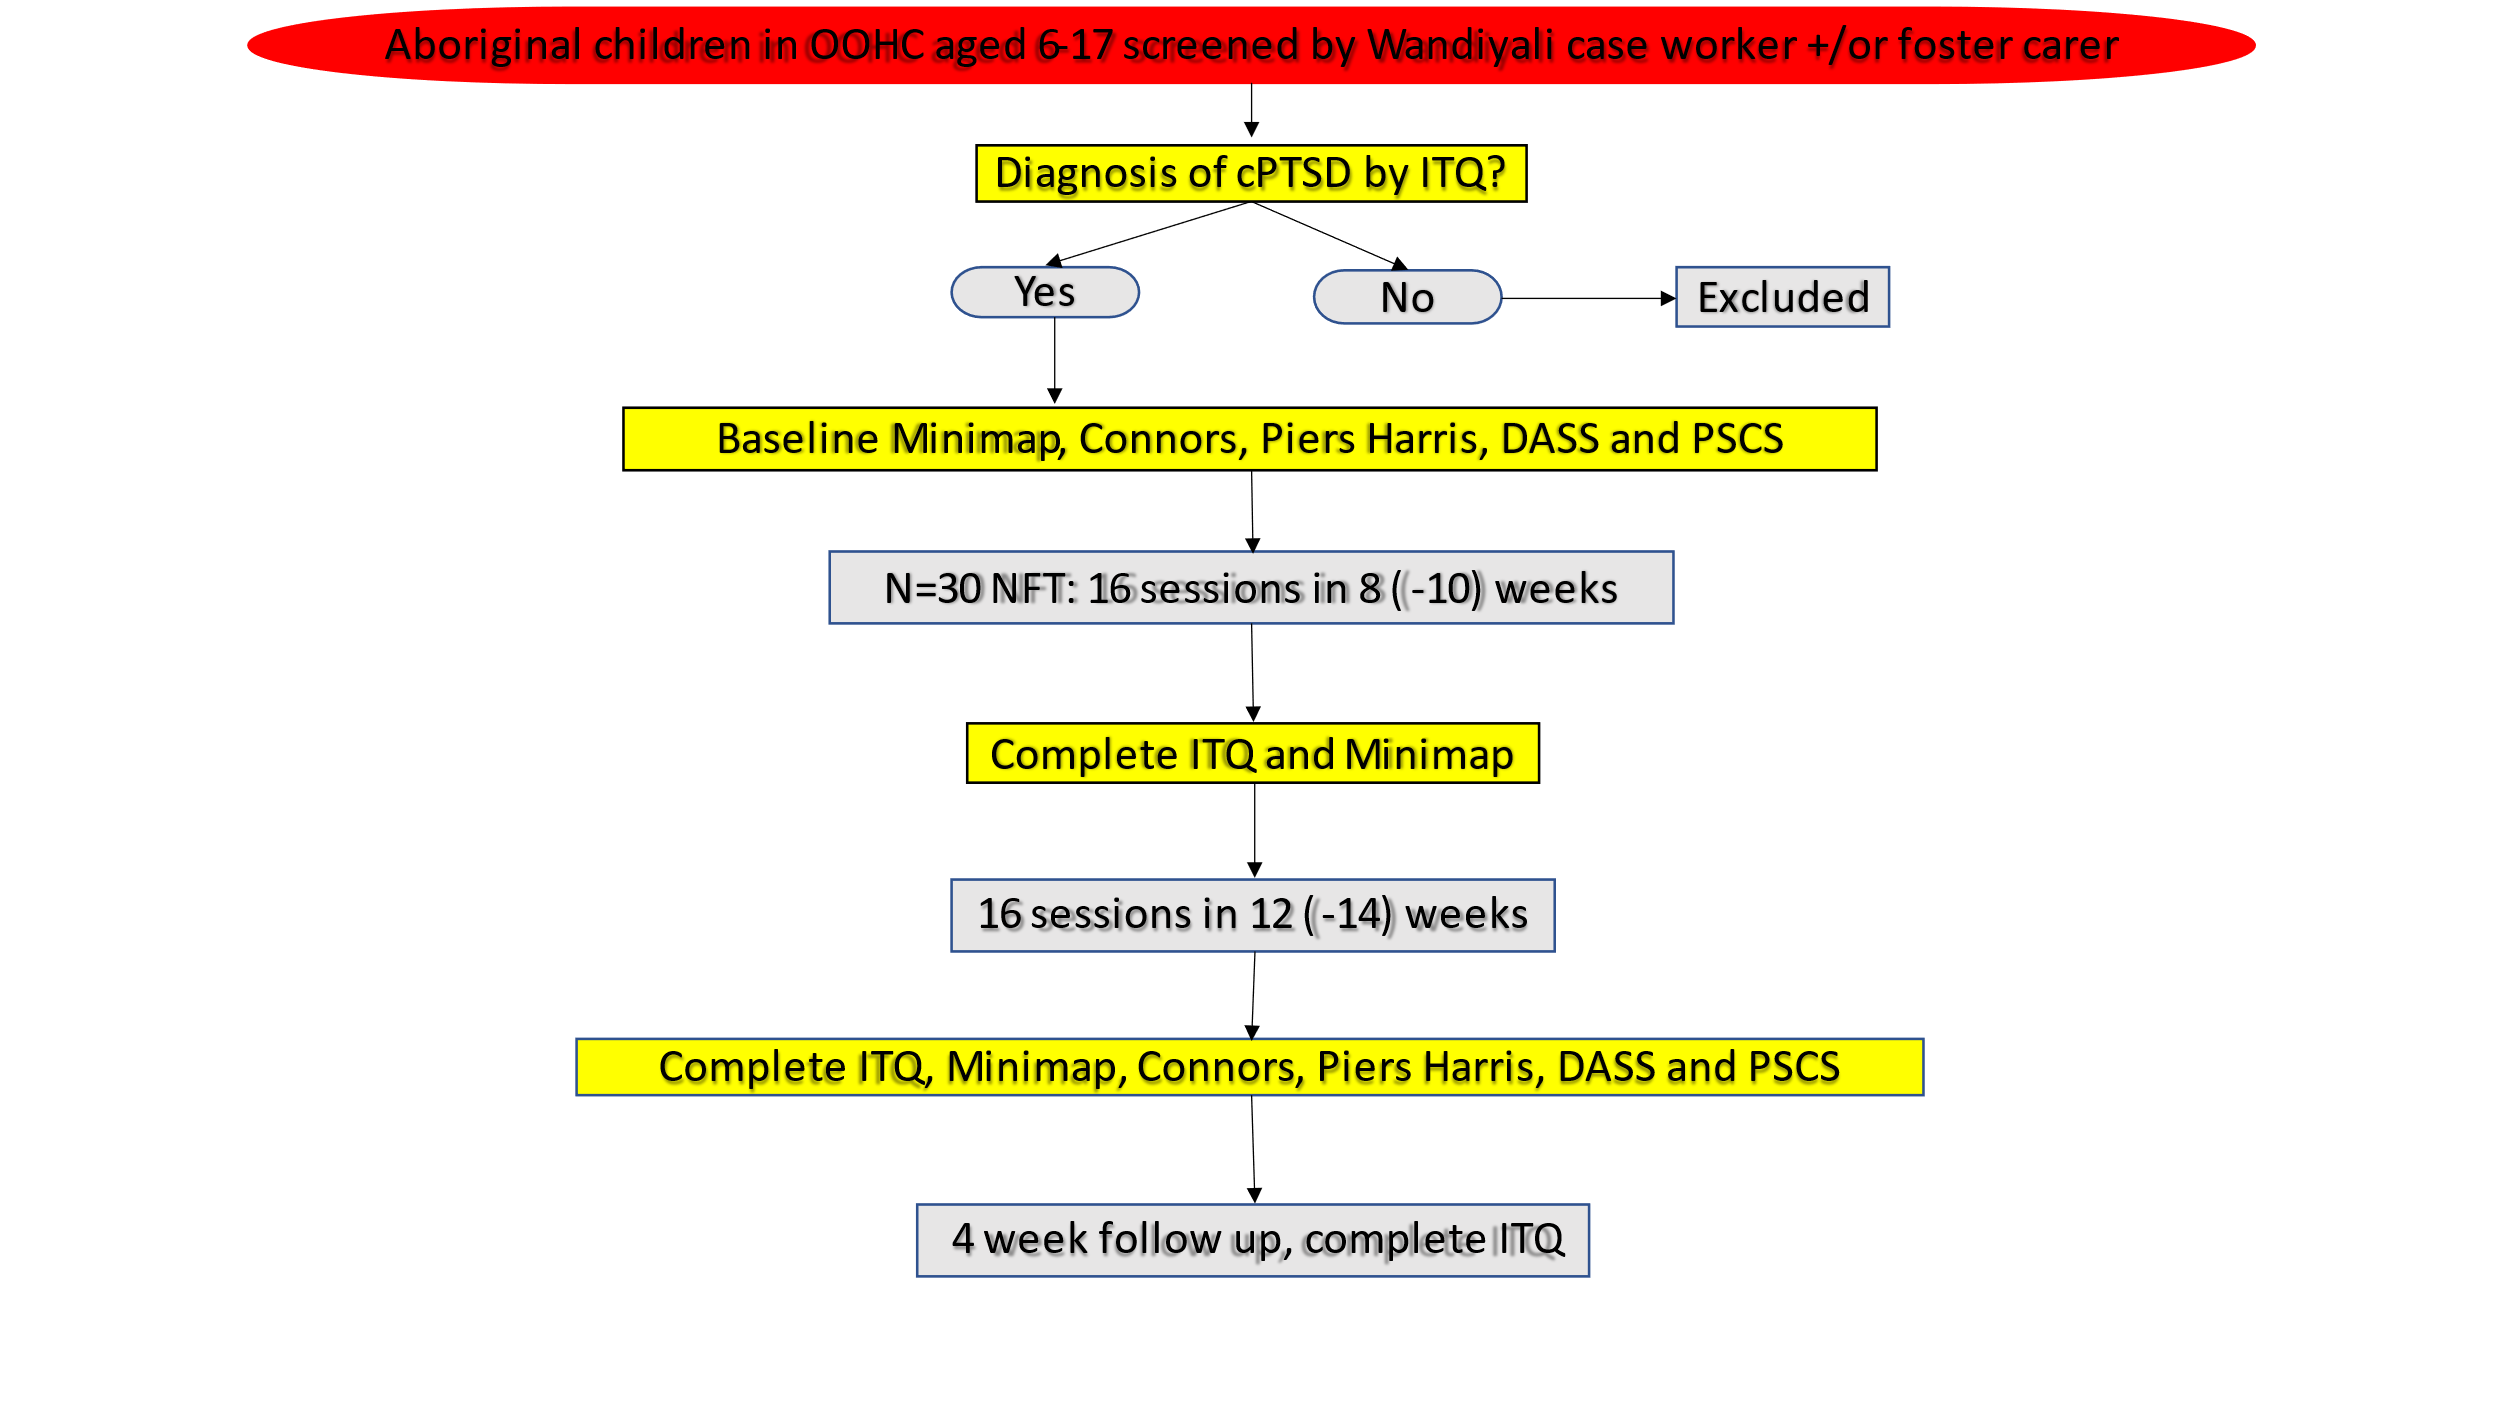 Aboriginal children in OOHC aged 6-17 screened by Wandiyali case worker +/or foster carer
Diagnosis of cPTSD by ITQ?
Yes
No
Excluded
Baseline Minimap, Connors, Piers Harris, DASS and PSCS
N=30 NFT: 16 sessions in 8 (-10) weeks
Complete ITQ and Minimap
16 sessions in 12 (-14) weeks
Complete ITQ, Minimap, Connors, Piers Harris, DASS and PSCS
4 week follow up, complete ITQ